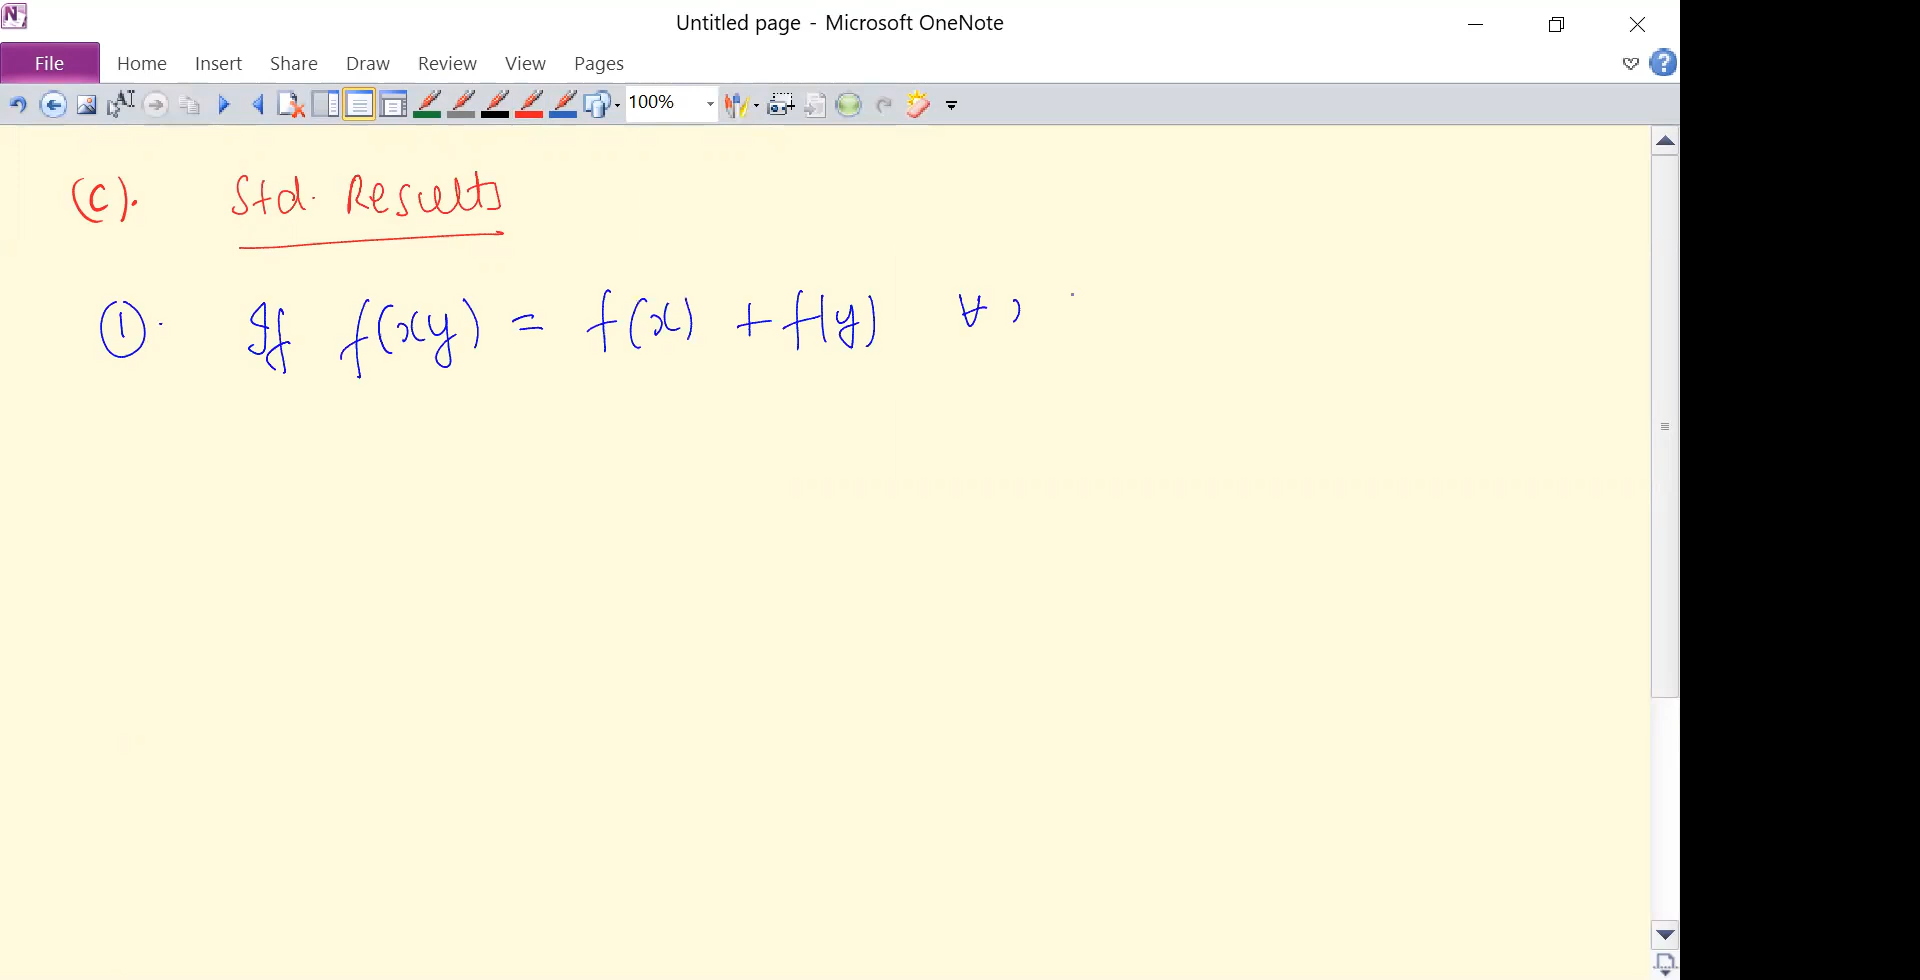 Untitled page - Microsoft OneNote
File Home Insert Share Draw Review View Pages
100%
(C). Std. Results
①. If f(xy) = f(x) + f(y) ∀